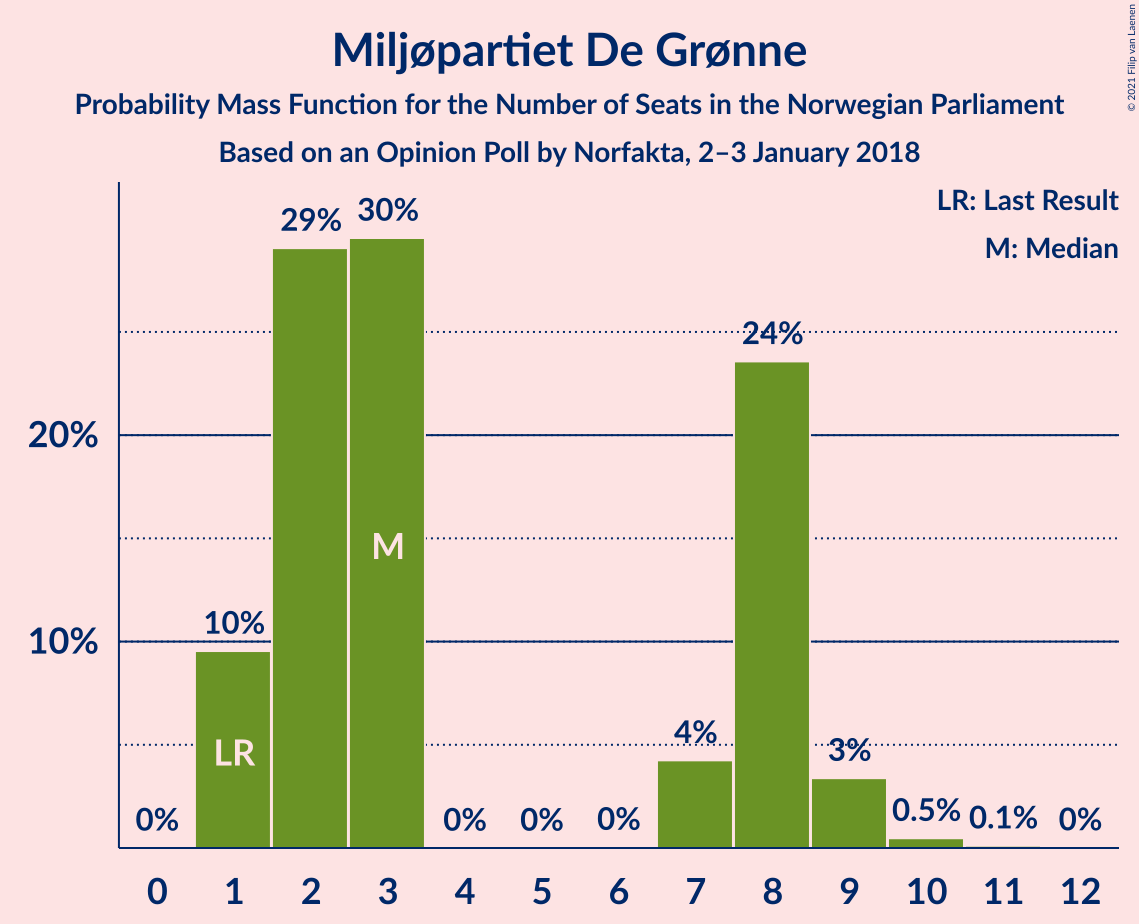 Miljøpartiet De Grønne
Probability Mass Function for the Number of Seats in the Norwegian Parliament
Based on an Opinion Poll by Norfakta, 2–3 January 2018
© 2021 Filip van Laenen
LR: Last Result
M: Median
29% 30%
24%
20%
M
10% 10%
LR
4%
3%
0% 0% 0% 0% 0.5% 0.1% 0%
0 1 2 3 4 5 6 7 8 9 10 11 12